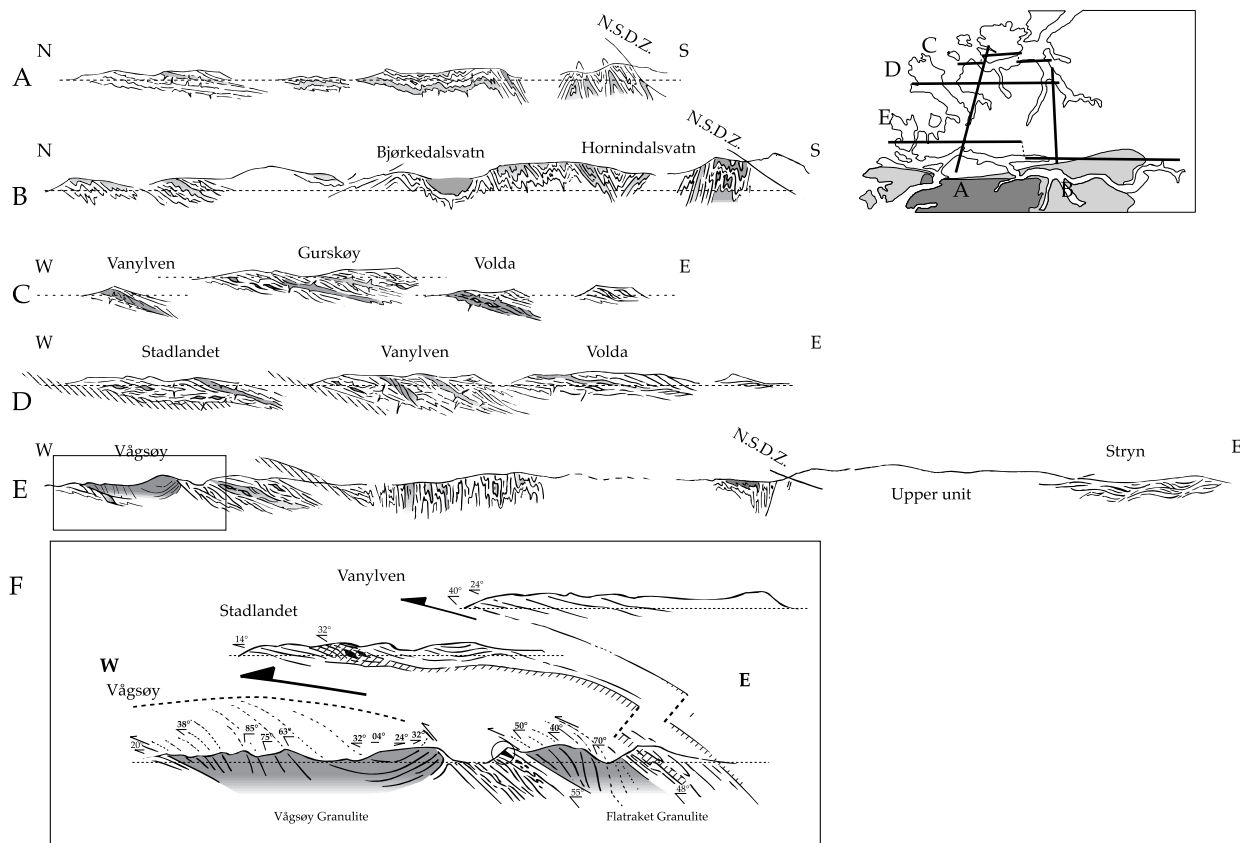 N
N.S.D.Z.
S
A
N
Bjørkedalsvatn
Hornindalsvatn
N.S.D.Z.
S
B
C
D
E
A
B
W
Vanylven
Gurskøy
Volda
E
C
W
Stadlandet
Vanylven
Volda
E
D
W
Vågsøy
N.S.D.Z.
Stryn
E
E
Upper unit
F
Vanylven
40°
24°
Stadlandet
14°
32°
W
E
Vågsøy
20°
38°
85°
75°
63°
32°
04°
24°
32°
50°
40°
70°
55°
48°
Vågsøy Granulite
Flatraket Granulite